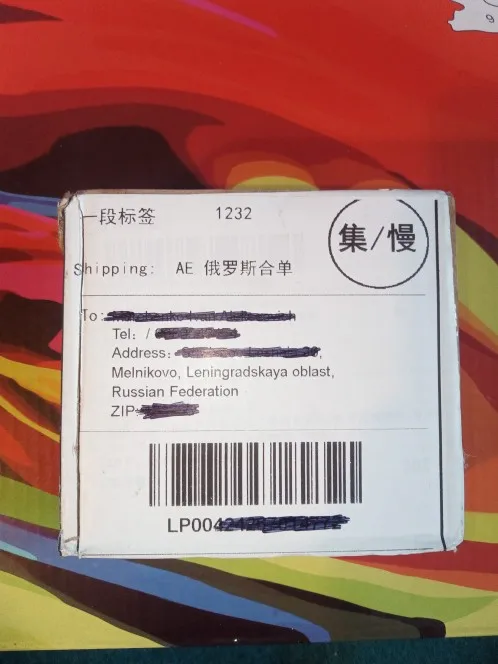 一段标签 1232
集/慢
Shipping: AE 俄罗斯合单
To:
Tel: /
Address:
Melnikovo, Leningradskaya oblast,
Russian Federation
ZIP
LP004